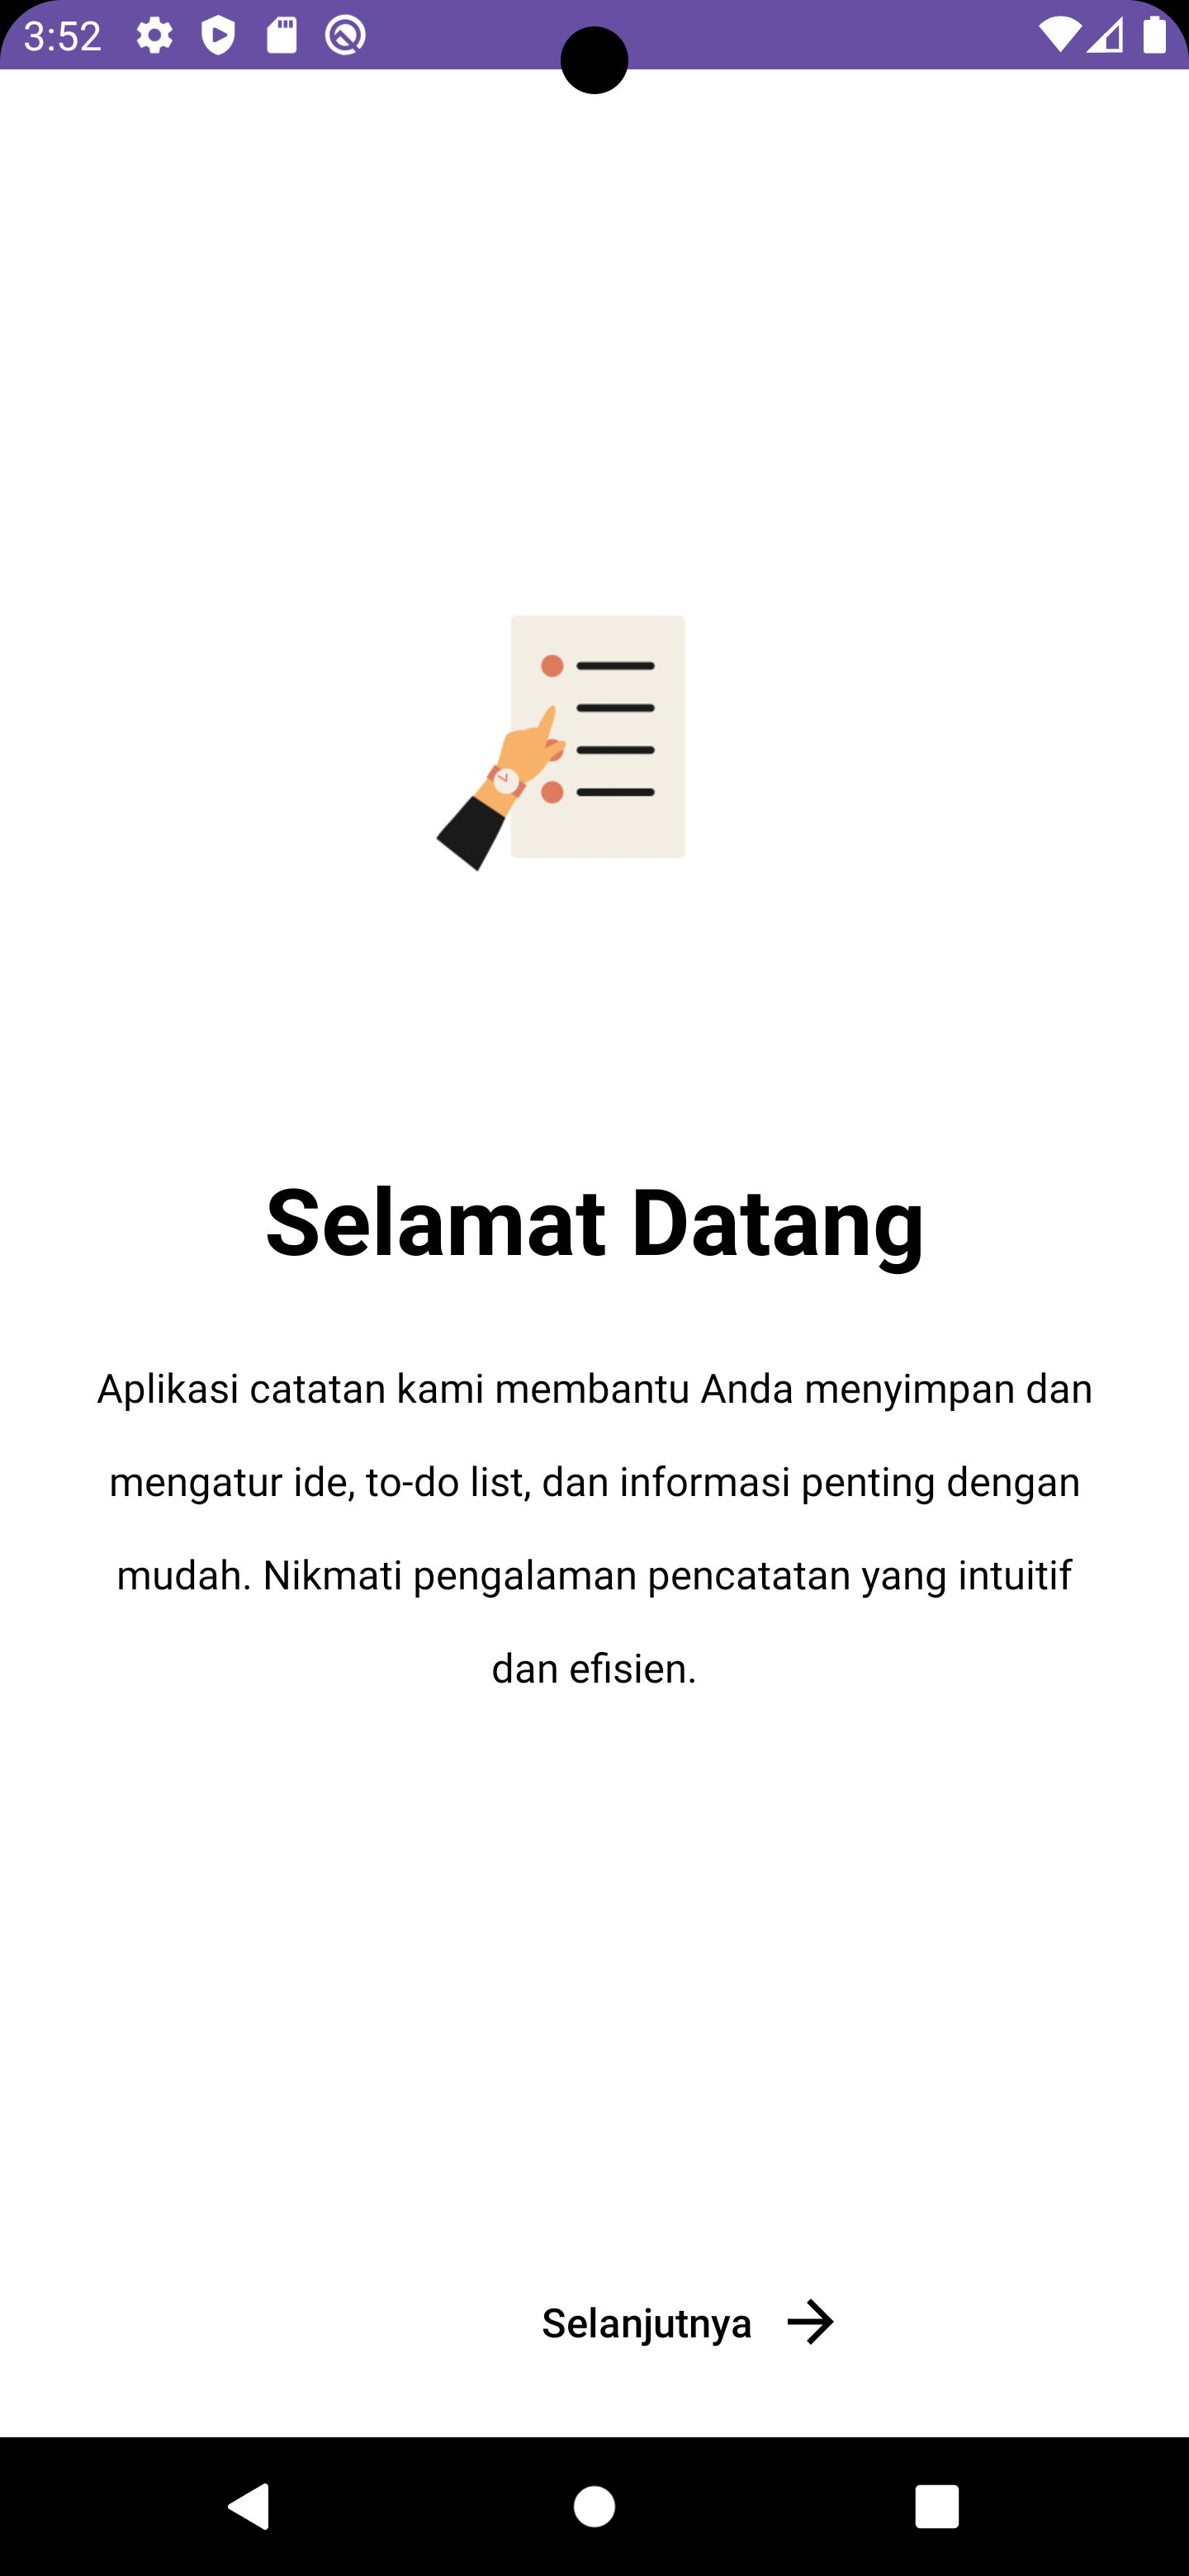 3:52
Selamat Datang
Aplikasi catatan kami membantu Anda menyimpan dan
mengatur ide, to-do list, dan informasi penting dengan
mudah. Nikmati pengalaman pencatatan yang intuitif
dan efisien.
Selanjutnya